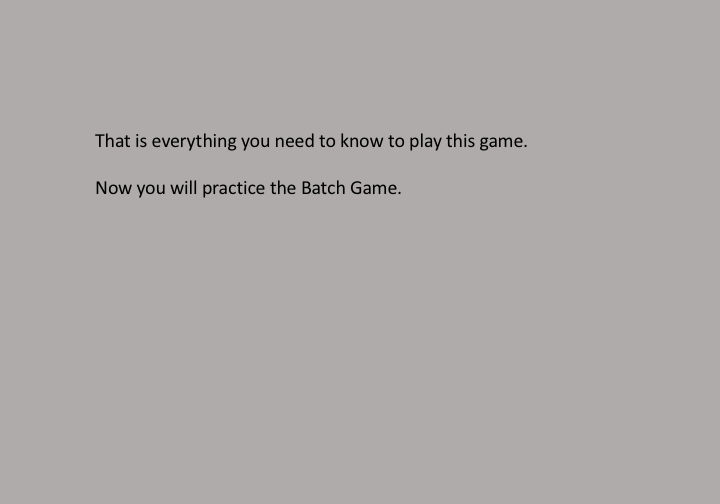 That is everything you need to know to play this game.
Now you will practice the Batch Game.